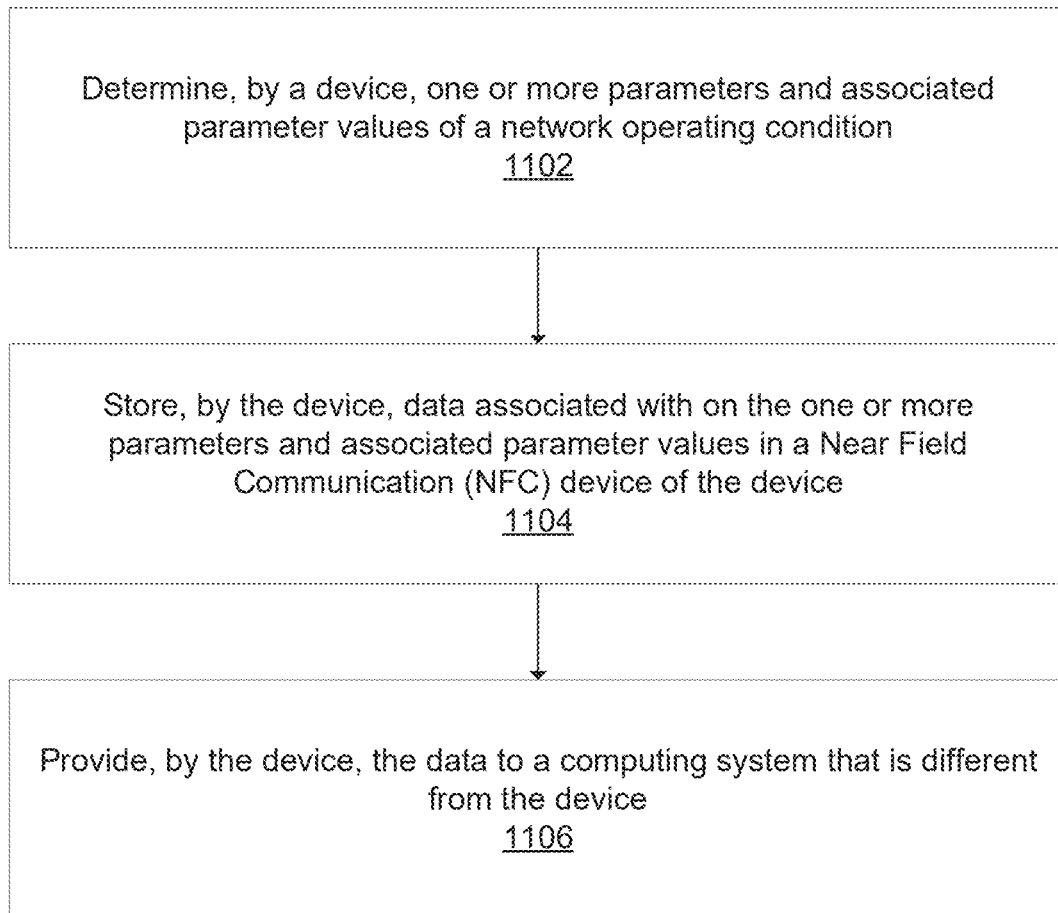 Determine, by a device, one or more parameters and associated
parameter values of a network operating condition
1102
Store, by the device, data associated with on the one or more
parameters and associated parameter values in a Near Field
Communication (NFC) device of the device
1104
Provide, by the device, the data to a computing system that is different
from the device
1106